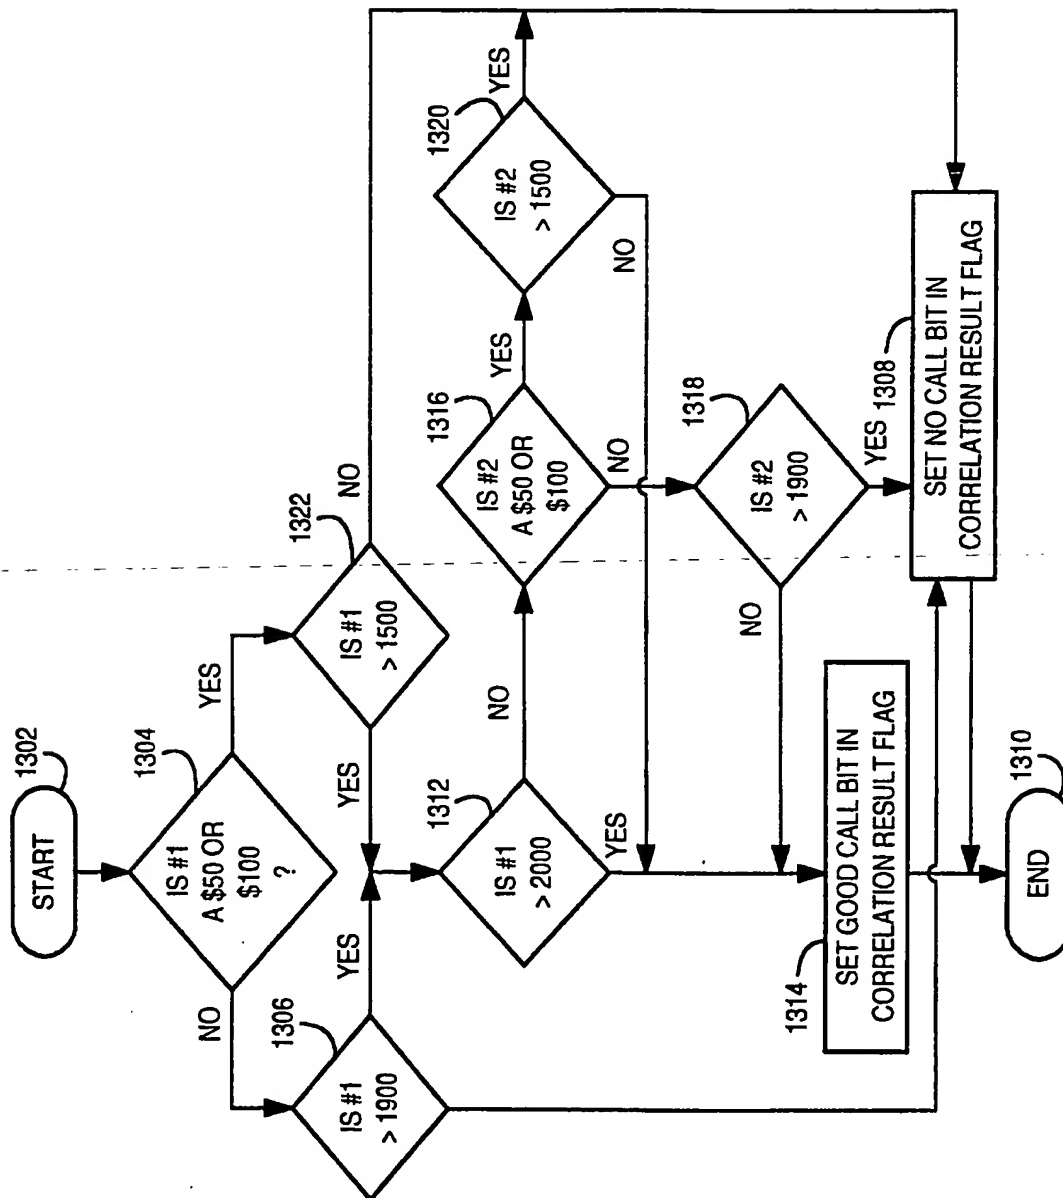 START
1302
IS #1
A $50 OR
$100
?
1304
NO
YES
IS #1
> 1900
1306
YES
IS #1
> 1500
1322
YES
NO
IS #1
> 2000
1312
NO
YES
IS #2
A $50 OR
$100
1316
YES
NO
IS #2
> 1500
1320
YES
NO
IS #2
> 1900
1318
NO
YES
SET GOOD CALL BIT IN
CORRELATION RESULT FLAG
1314
SET NO CALL BIT IN
CORRELATION RESULT FLAG
1308
END
1310